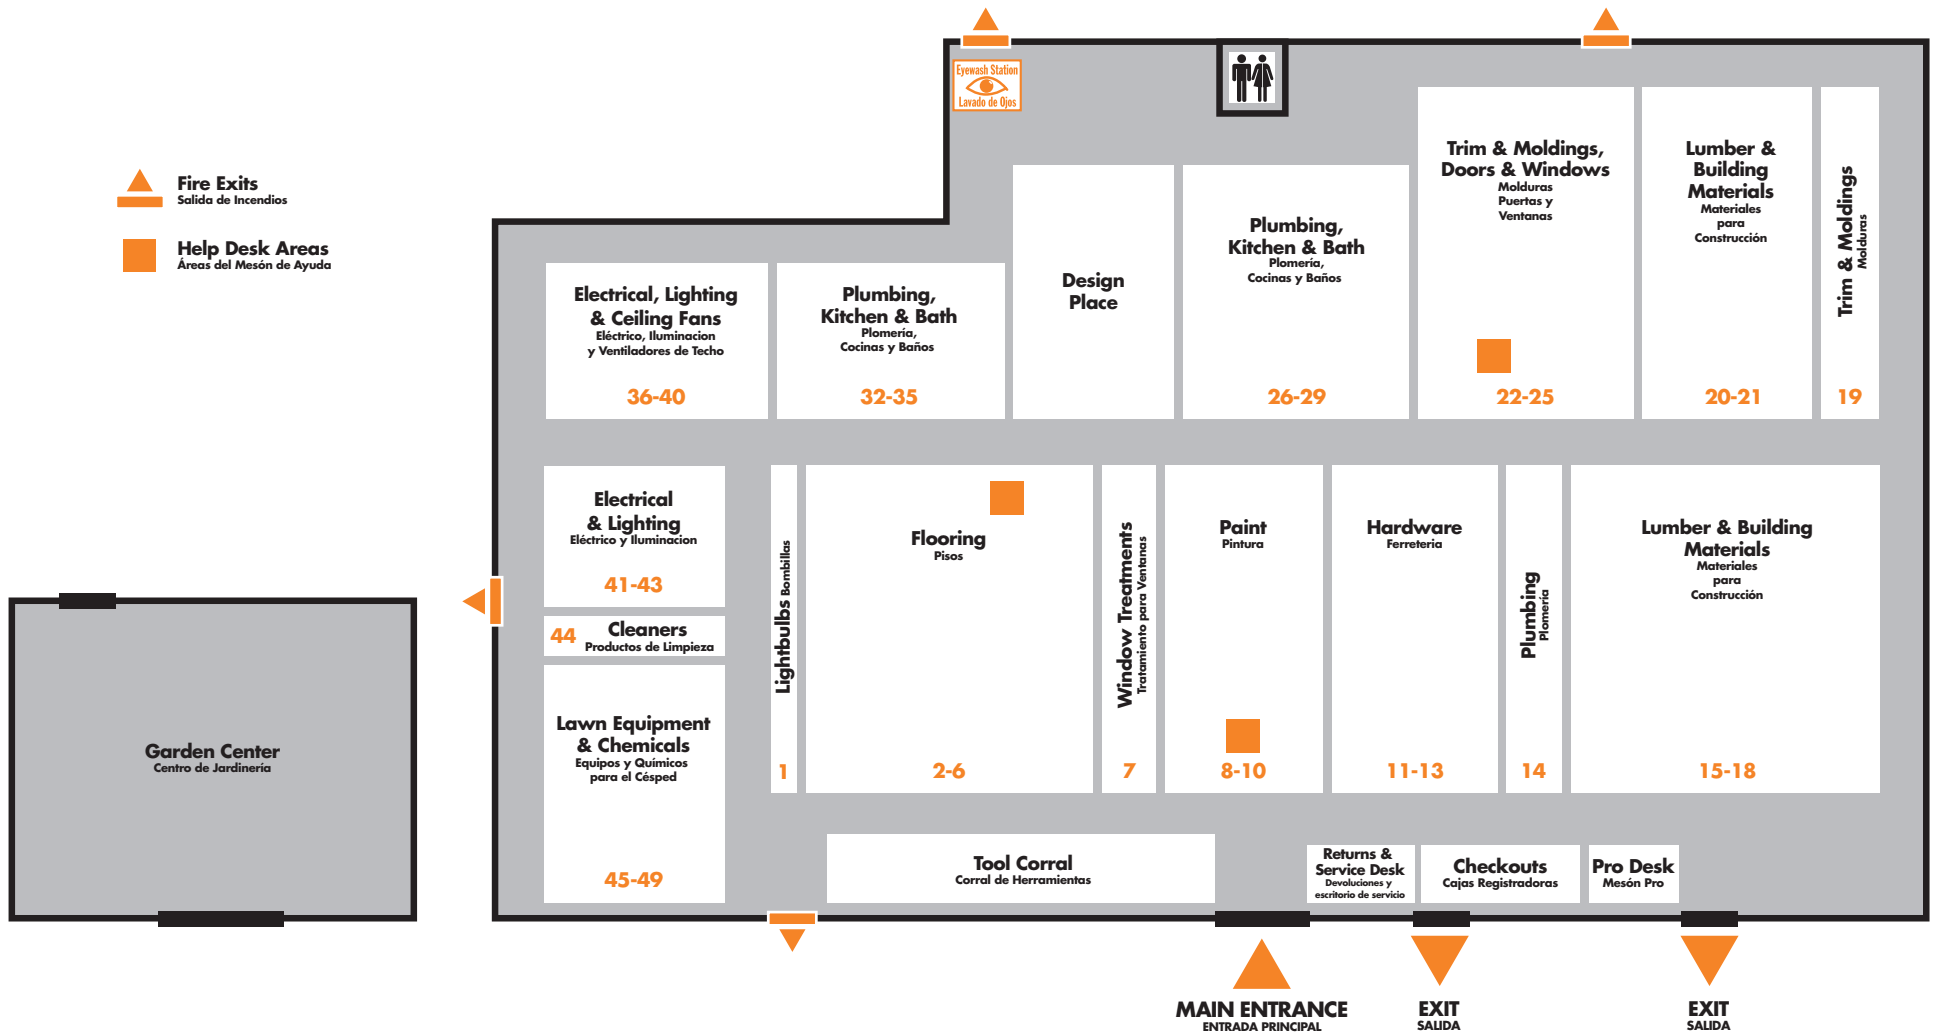 Eyewash Station
Lavado de Ojos
Fire Exits
Salida de Incendios
Help Desk Areas
Áreas del Mesón de Ayuda
Electrical, Lighting
& Ceiling Fans
Eléctrico, Iluminacion
y Ventiladores de Techo
36-40
Plumbing,
Kitchen & Bath
Plomería,
Cocinas y Baños
32-35
Design
Place
Plumbing,
Kitchen & Bath
Plomería,
Cocinas y Baños
26-29
Trim & Moldings,
Doors & Windows
Molduras
Puertas y
Ventanas
22-25
Lumber &
Building
Materials
Materiales
para
Construcción
20-21
Trim & Moldings
Molduras
19
Electrical
& Lighting
Eléctrico y Iluminacion
41-43
44
Cleaners
Productos de Limpieza
Lawn Equipment
& Chemicals
Equipos y Químicos
para el Césped
45-49
Lightbulbs Bombillas
1
Flooring
Pisos
2-6
Window Treatments
Tratamiento para Ventanas
7
Paint
Pintura
8-10
Hardware
Ferreteria
11-13
Plumbing
Plomería
14
Lumber & Building
Materials
Materiales
para
Construcción
15-18
Garden Center
Centro de Jardinería
Tool Corral
Corral de Herramientas
Returns &
Service Desk
Devoluciones y
escritorio de servicio
Checkouts
Cajas Registradoras
Pro Desk
Mesón Pro
MAIN ENTRANCE
ENTRADA PRINCIPAL
EXIT
SALIDA
EXIT
SALIDA